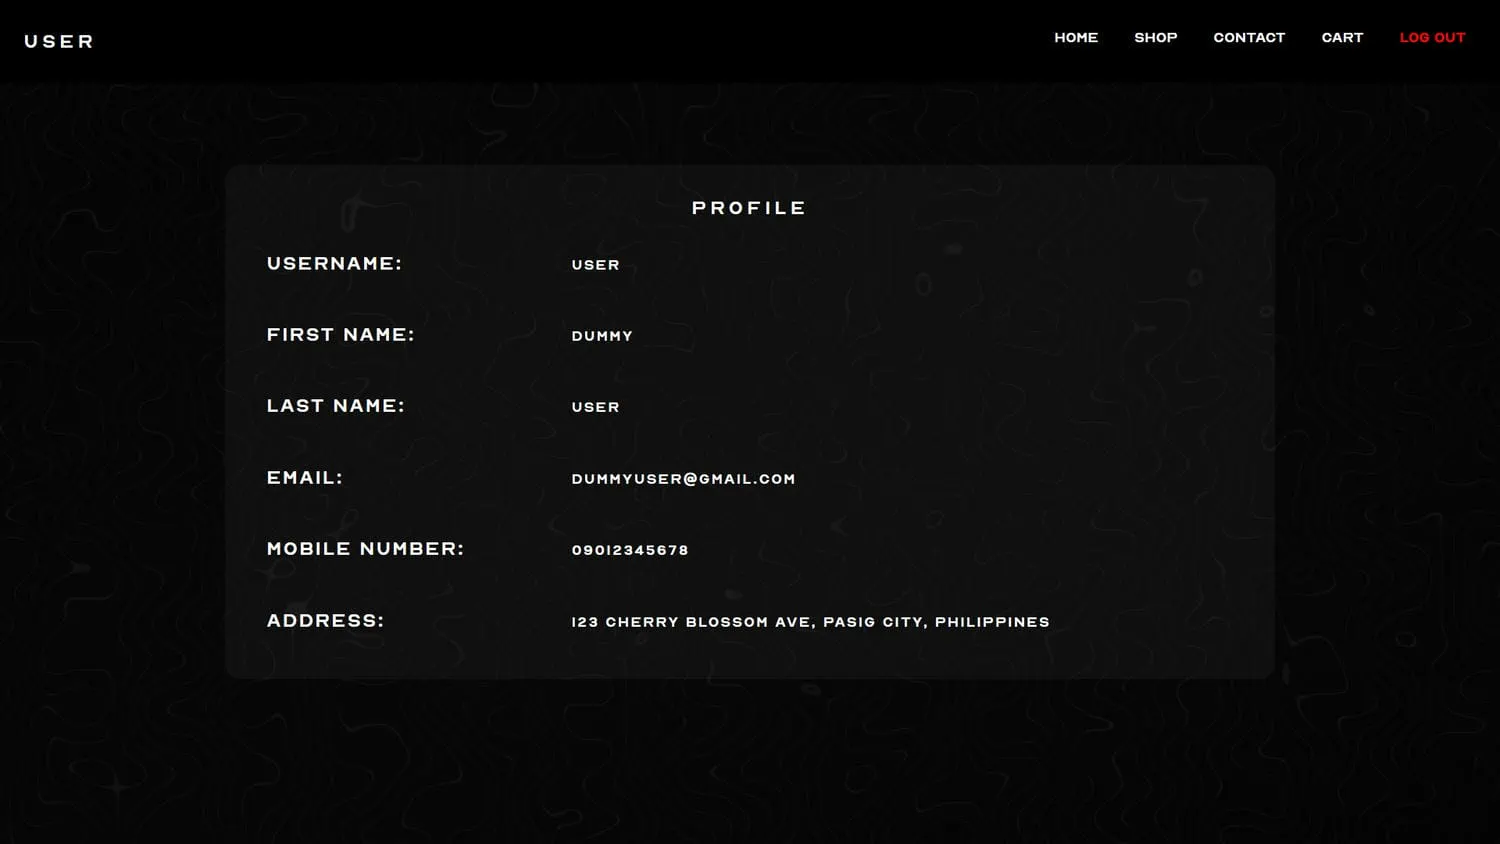 USER
HOME SHOP CONTACT CART LOG OUT
PROFILE
USERNAME: USER
FIRST NAME: DUMMY
LAST NAME: USER
EMAIL: DUMMYUSER@GMAIL.COM
MOBILE NUMBER: 09012345678
ADDRESS: 123 CHERRY BLOSSOM AVE, PASIG CITY, PHILIPPINES